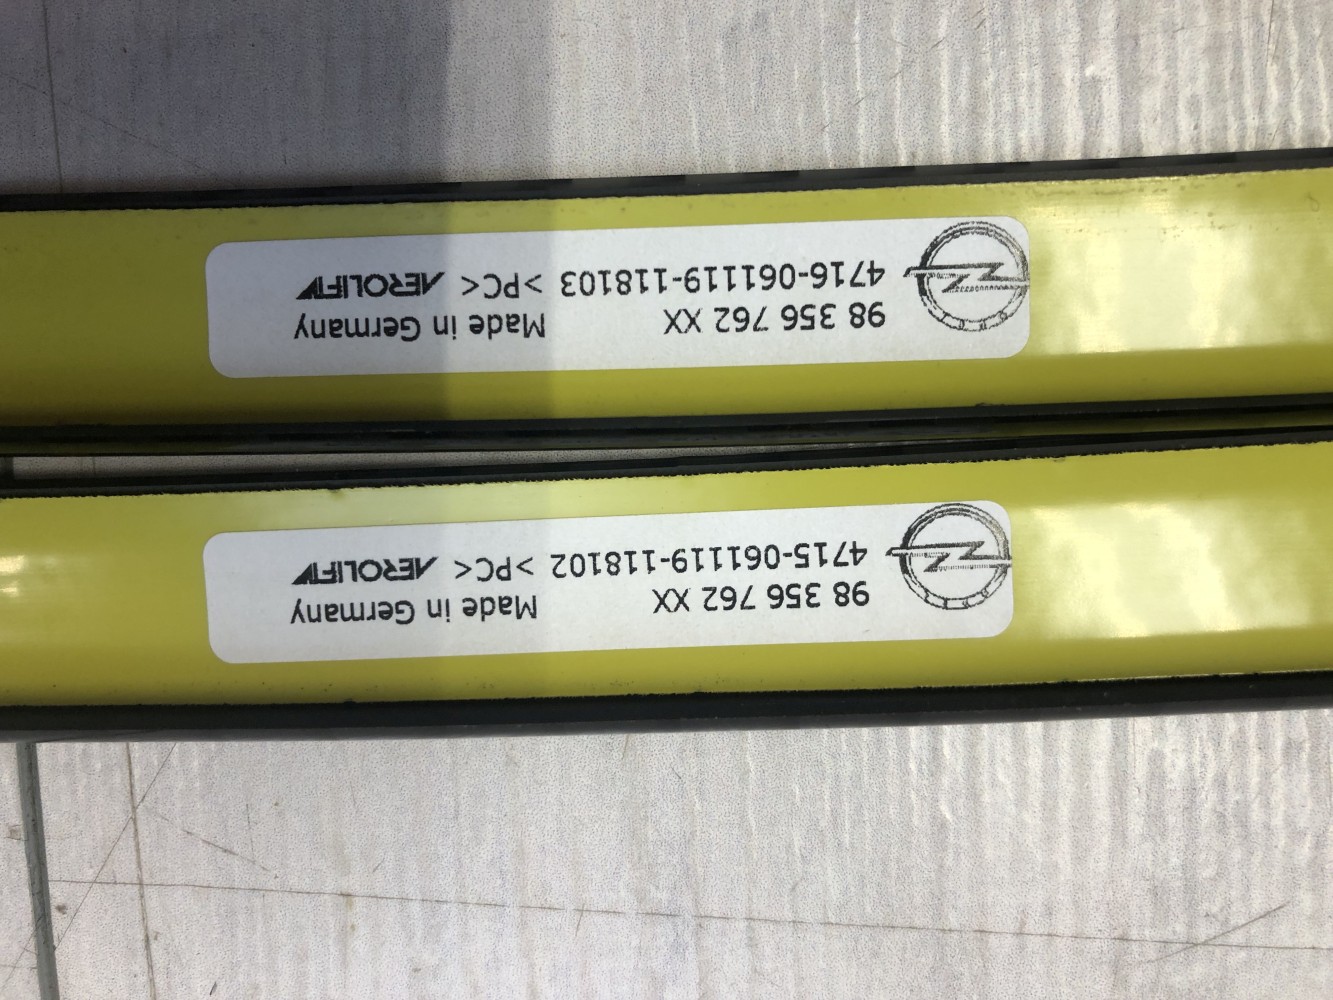 98 356 762 XX Made in Germany
4715-061119-118102 >PC< AEROLIFT
98 356 762 XX Made in Germany
4716-061119-118103 >PC< AEROLIFT